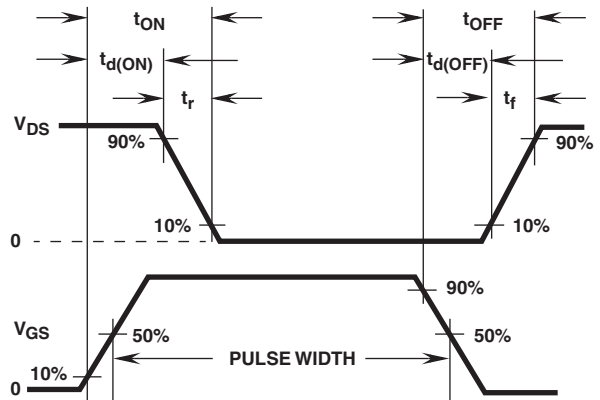 tON tOFF
td(ON) td(OFF)
tr tf
VDS
90% 90%
10% 10%
0
90%
VGS
50% 50%
PULSE WIDTH
10%
0